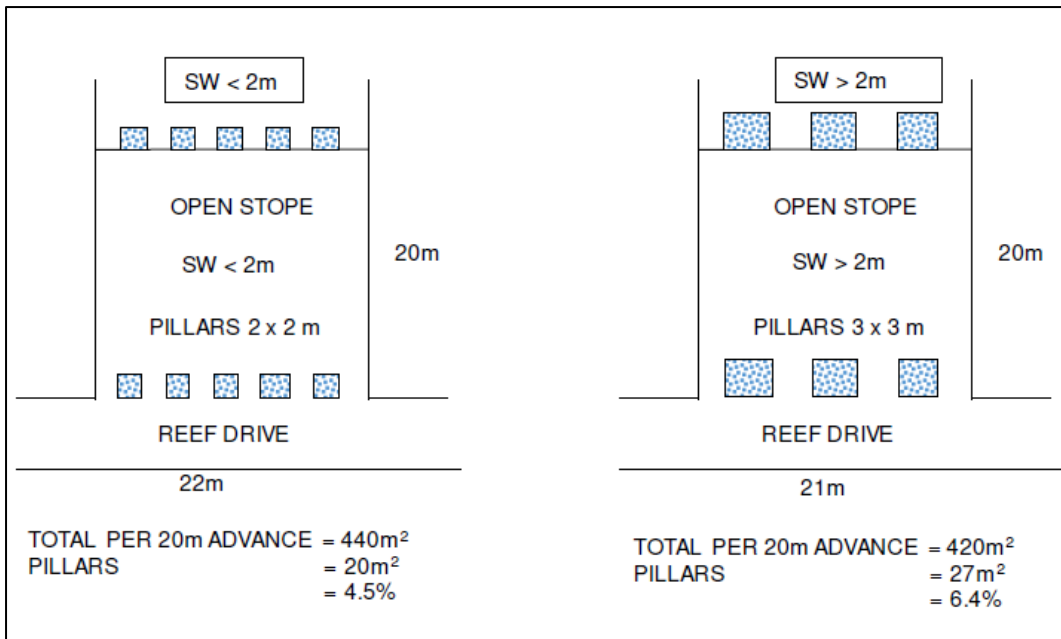 SW < 2m
OPEN STOPE
SW < 2m
20m
PILLARS 2 x 2 m
REEF DRIVE
22m
TOTAL PER 20m ADVANCE = 440m²
PILLARS = 20m²
= 4.5%
SW > 2m
OPEN STOPE
SW > 2m
20m
PILLARS 3 x 3 m
REEF DRIVE
21m
TOTAL PER 20m ADVANCE = 420m²
PILLARS = 27m²
= 6.4%